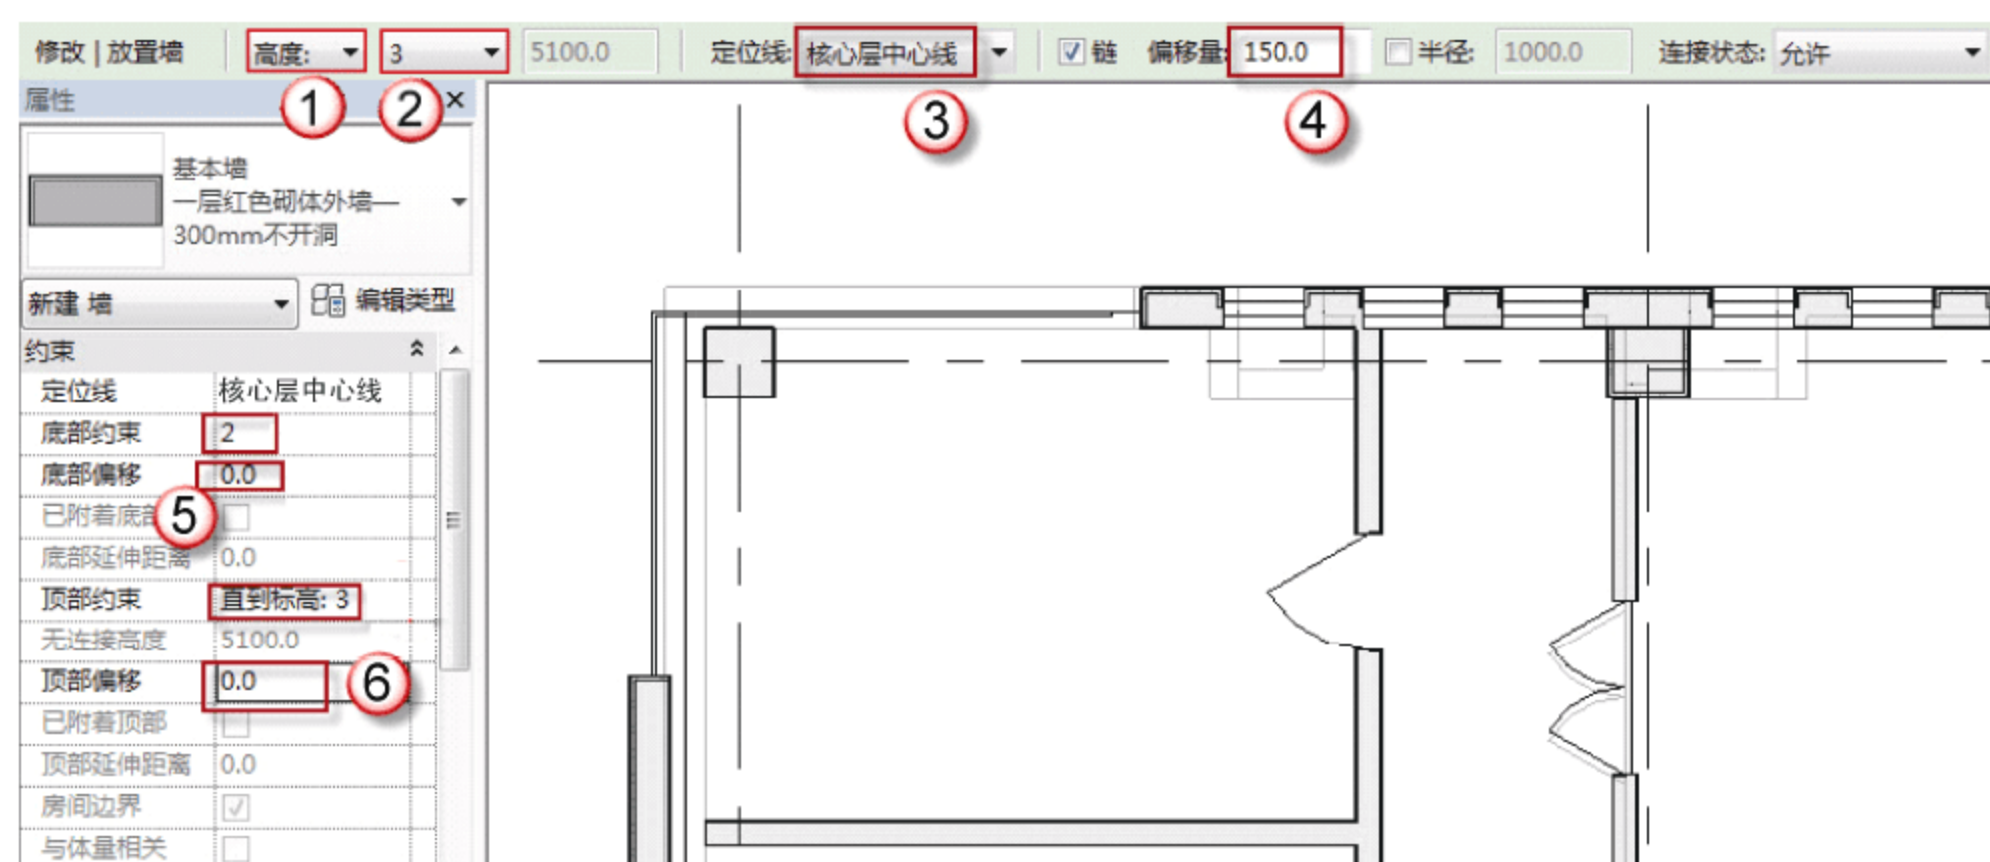 修改 | 放置墙 高度: 3 5100.0 定位线: 核心层中心线 链 偏移量: 150.0 半径: 1000.0 连接状态: 允许
属性
1 2 3 4
基本墙
一层红色砌体外墙—
300mm不开洞
新建 墙 编辑类型
约束
定位线 核心层中心线
底部约束 2
底部偏移 0.0
已附着底部
5
底部延伸距离 0.0
顶部约束 直到标高: 3
无连接高度 5100.0
顶部偏移 0.0 6
已附着顶部
顶部延伸距离 0.0
房间边界
与体量相关